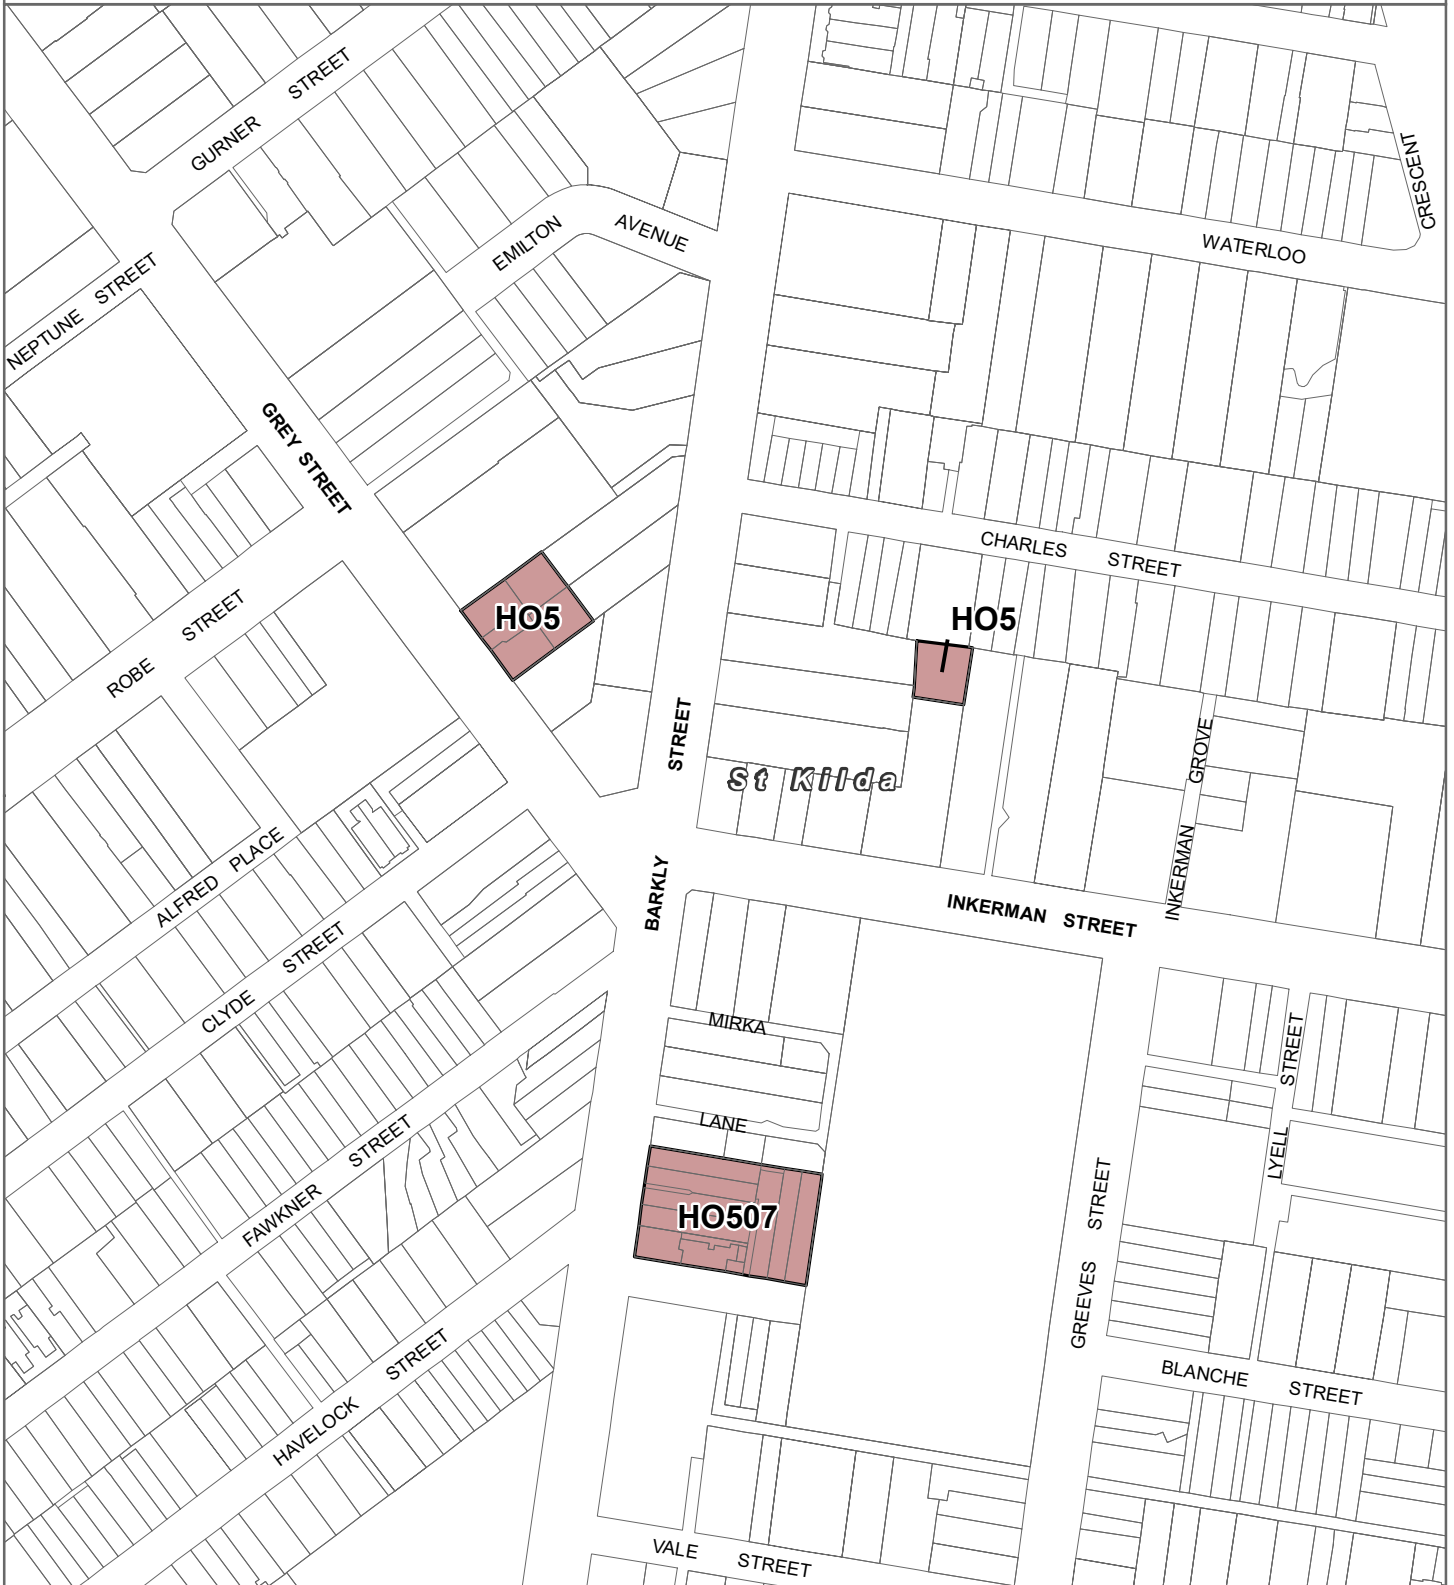 GURNER STREET
CRESCENT
EMILTON AVENUE
WATERLOO
NEPTUNE STREET
GREY STREET
CHARLES STREET
HO5
HO5
ROBE STREET
STREET
BARKLY
St Kilda
INKERMAN GROVE
ALFRED PLACE
INKERMAN STREET
CLYDE STREET
MIRKA
LANE
LYELL STREET
FAWKNER STREET
HO507
GREEVES STREET
HAVELOCK STREET
BLANCHE STREET
VALE STREET